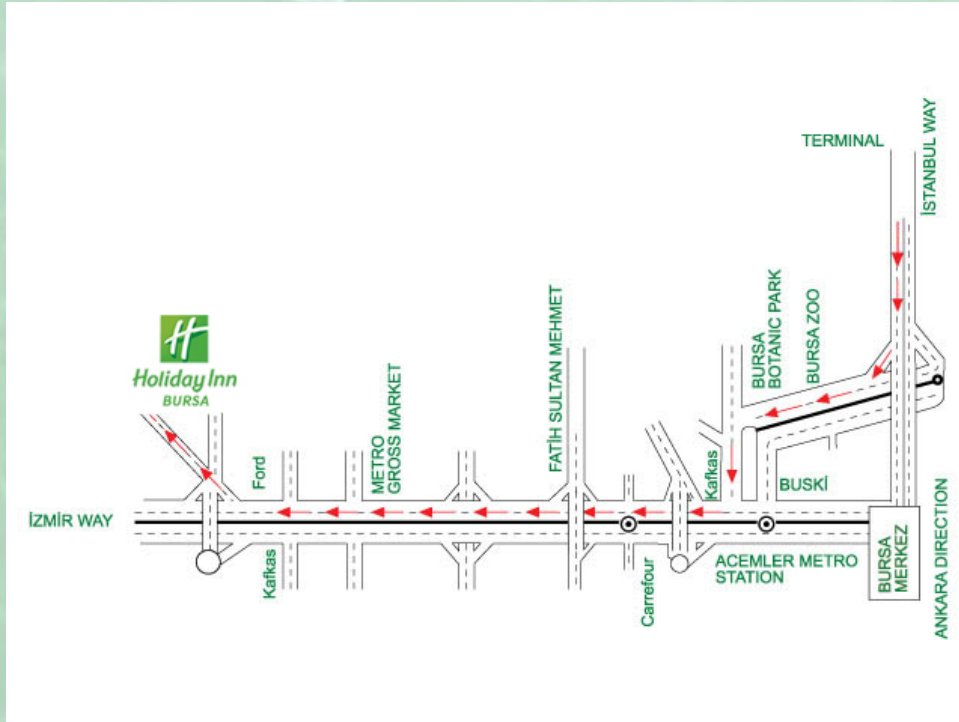 TERMINAL
İSTANBUL WAY
BURSA
BOTANIC PARK
BURSA ZOO
FATİH SULTAN MEHMET
H
Holiday Inn
BURSA
METRO
GROSS MARKET
Ford
Kafkas
BUSKİ
İZMİR WAY
ACEMLER METRO
STATION
BURSA
MERKEZ
ANKARA DIRECTION
Kafkas
Carrefour